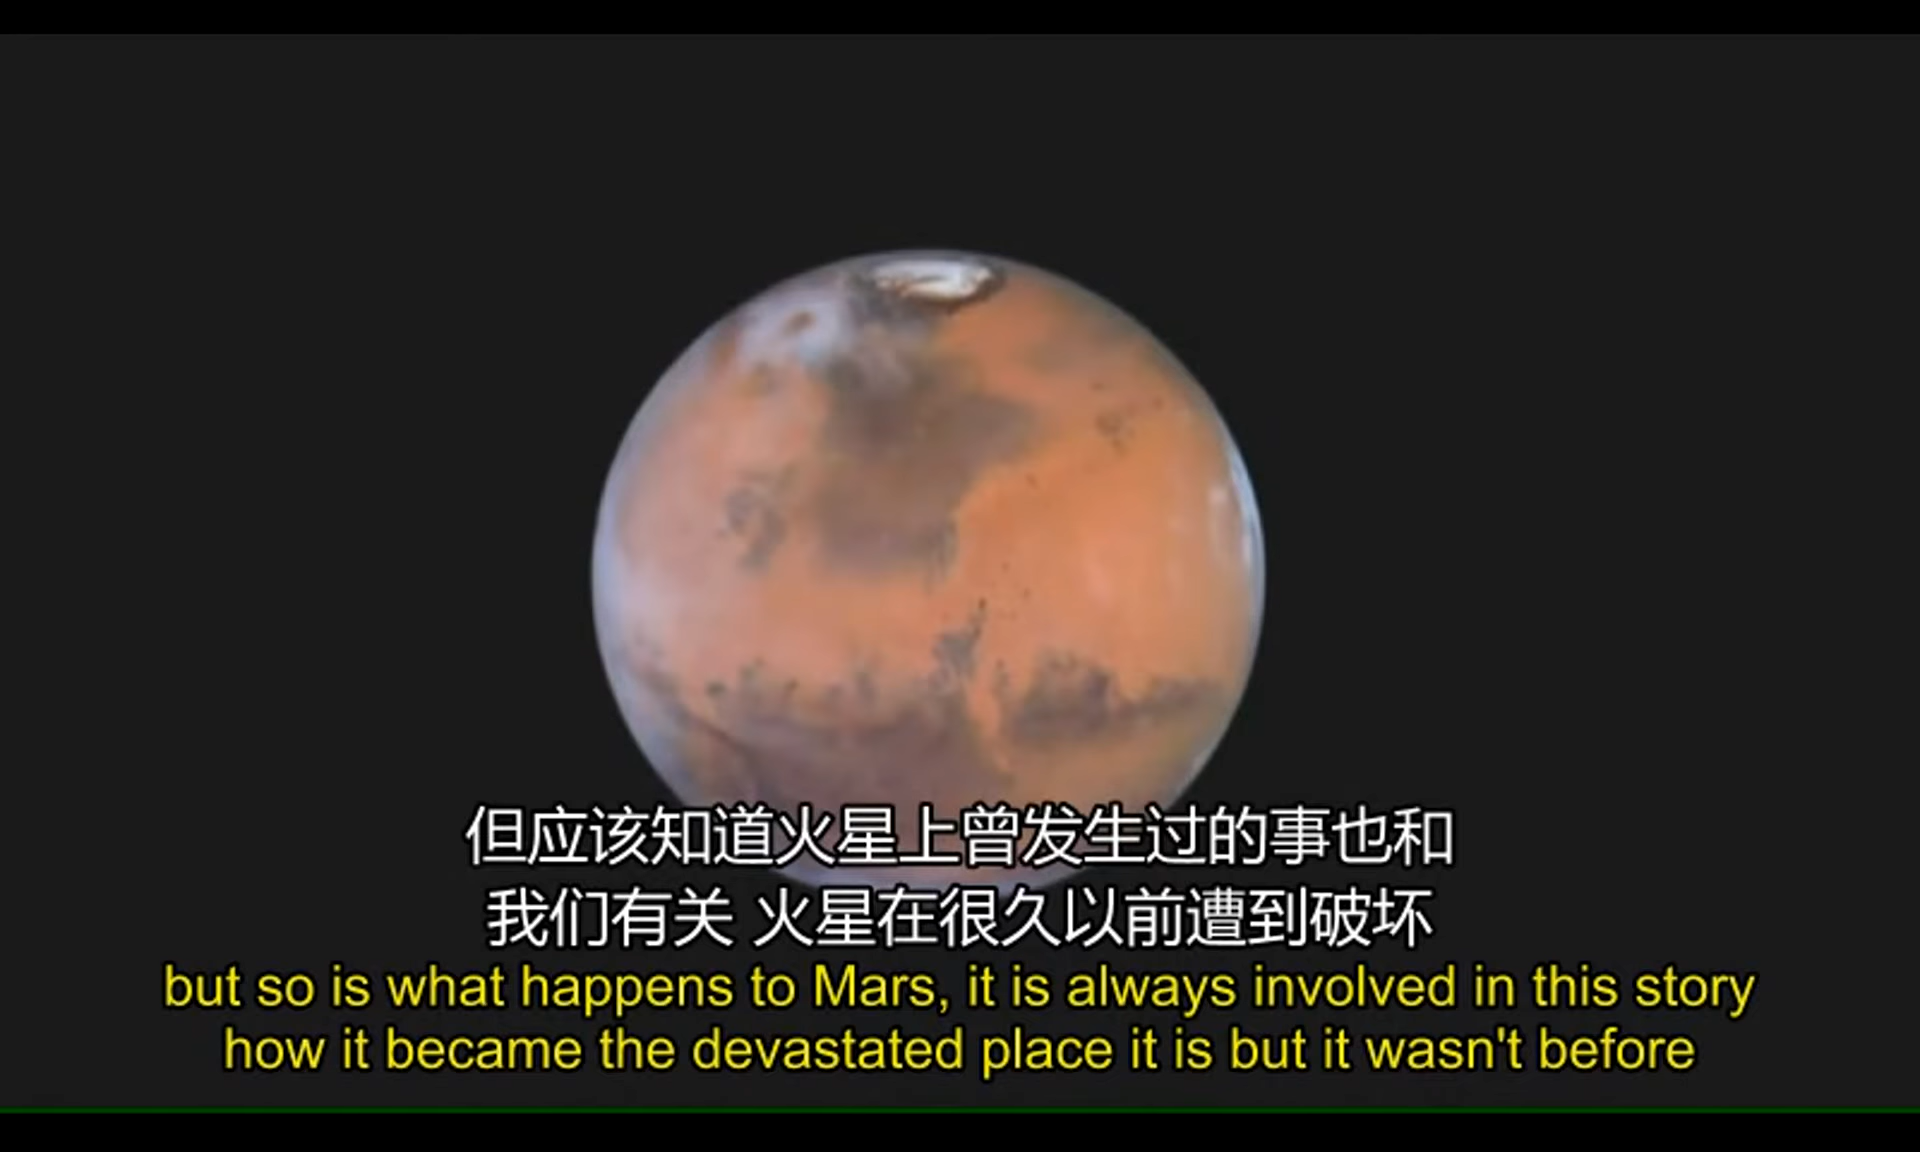 但应该知道火星上曾发生过的事也和
我们有关 火星在很久以前遭到破坏
but so is what happens to Mars, it is always involved in this story
how it became the devastated place it is but it wasn't before